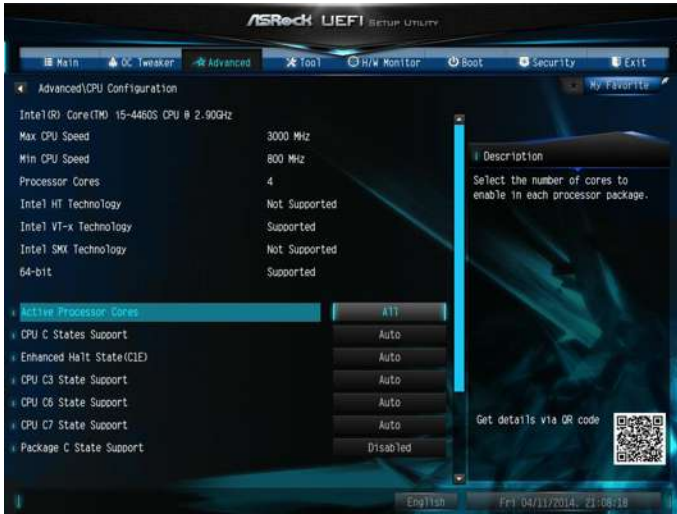 ASRock UEFI SETUP UTILITY
Main OC Tweaker Advanced Tool H/W Monitor Boot Security Exit
Advanced\CPU Configuration
My Favorite
Intel(R) Core(TM) i5-4460S CPU @ 2.90GHz
Max CPU Speed 3000 MHz
Min CPU Speed 800 MHz
Processor Cores 4
Intel HT Technology Not Supported
Intel VT-x Technology Supported
Intel SMX Technology Not Supported
64-bit Supported
Active Processor Cores All
CPU C States Support Auto
Enhanced Halt State(C1E) Auto
CPU C3 State Support Auto
CPU C6 State Support Auto
CPU C7 State Support Auto
Package C State Support Disabled
Description
Select the number of cores to
enable in each processor package.
Get details via QR code
English
Fri 04/11/2014, 21:08:18